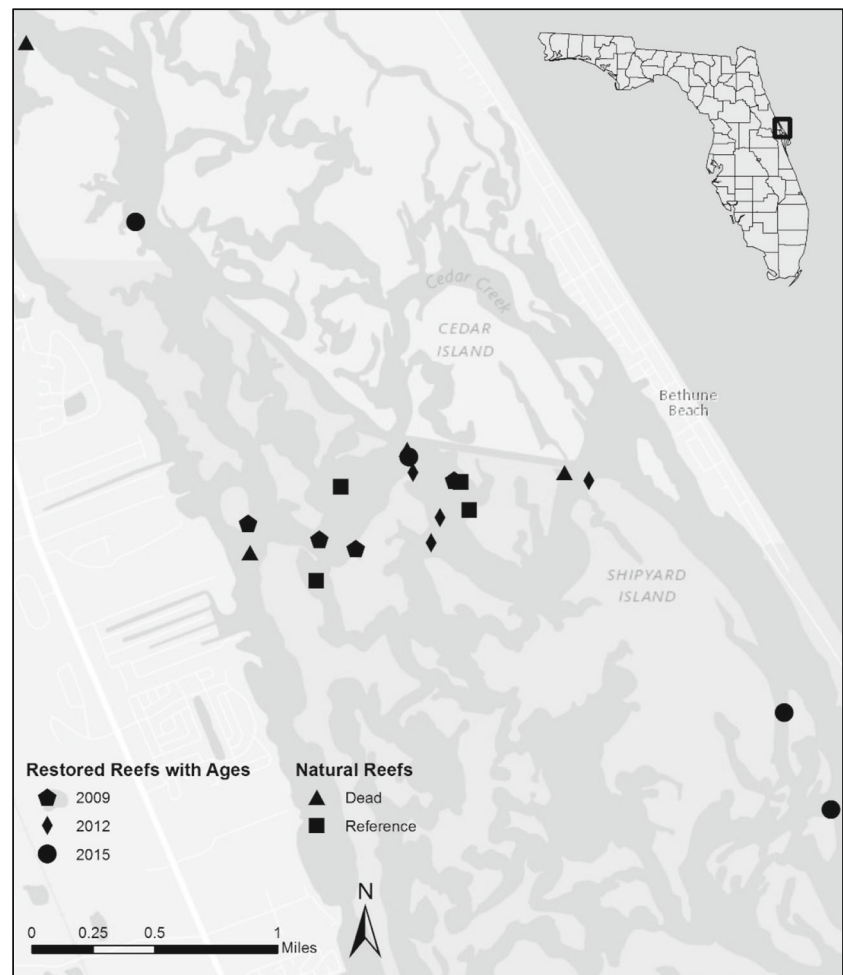 Cedar Creek
CEDAR
ISLAND
Bethune
Beach
SHIPYARD
ISLAND
Restored Reefs with Ages
2009
2012
2015
Natural Reefs
Dead
Reference
N
0 0.25 0.5 1
Miles